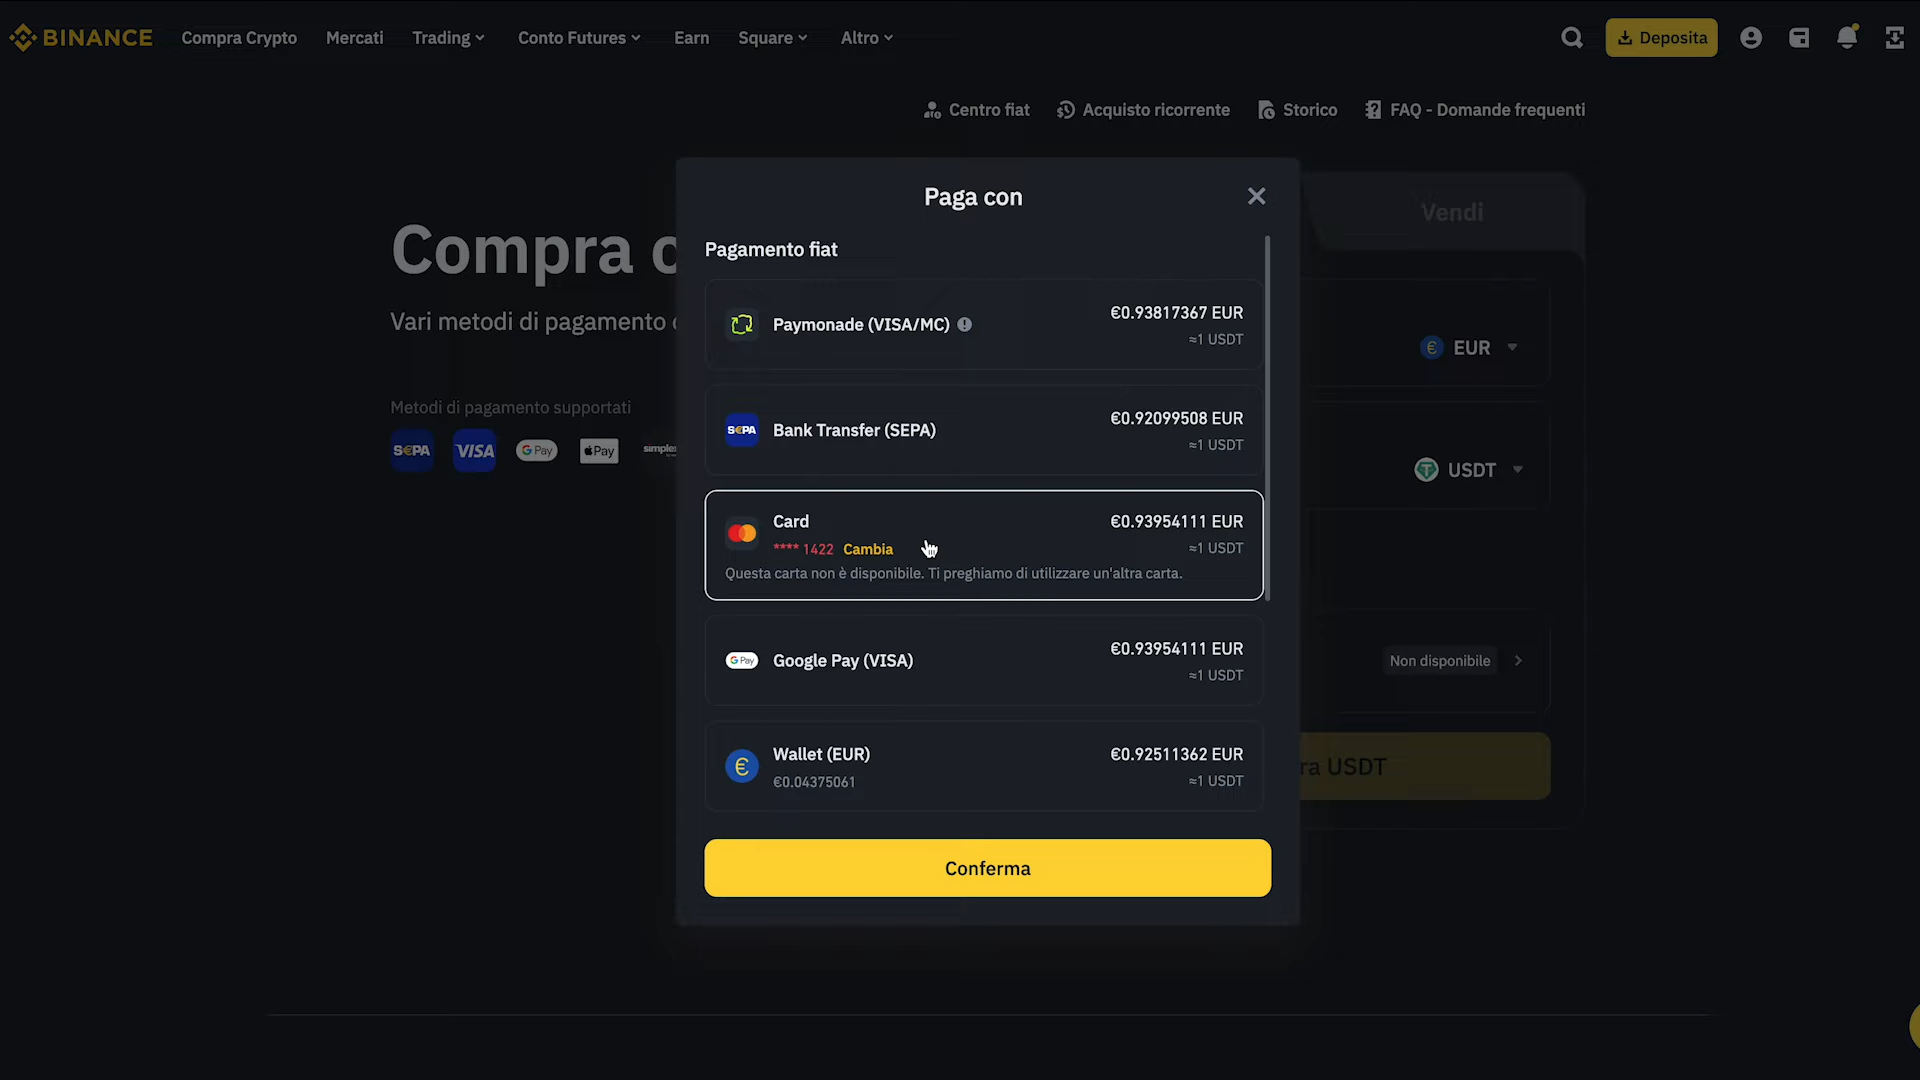 BINANCE
Compra Crypto
Mercati
Trading
Conto Futures
Earn
Square
Altro
Deposita
Centro fiat
Acquisto ricorrente
Storico
FAQ - Domande frequenti
Compra
Vari metodi di pagamento
Metodi di pagamento supportati
SEPA
VISA
G Pay
Pay
simplex
Vendi
EUR
USDT
Non disponibile
ra USDT
Paga con
Pagamento fiat
Paymonade (VISA/MC)
€0.93817367 EUR
≈1 USDT
SEPA
Bank Transfer (SEPA)
€0.92099508 EUR
≈1 USDT
Card
€0.93954111 EUR
**** 1422 Cambia
≈1 USDT
Questa carta non è disponibile. Ti preghiamo di utilizzare un'altra carta.
G Pay
Google Pay (VISA)
€0.93954111 EUR
≈1 USDT
Wallet (EUR)
€0.92511362 EUR
€0.04375061
≈1 USDT
Conferma